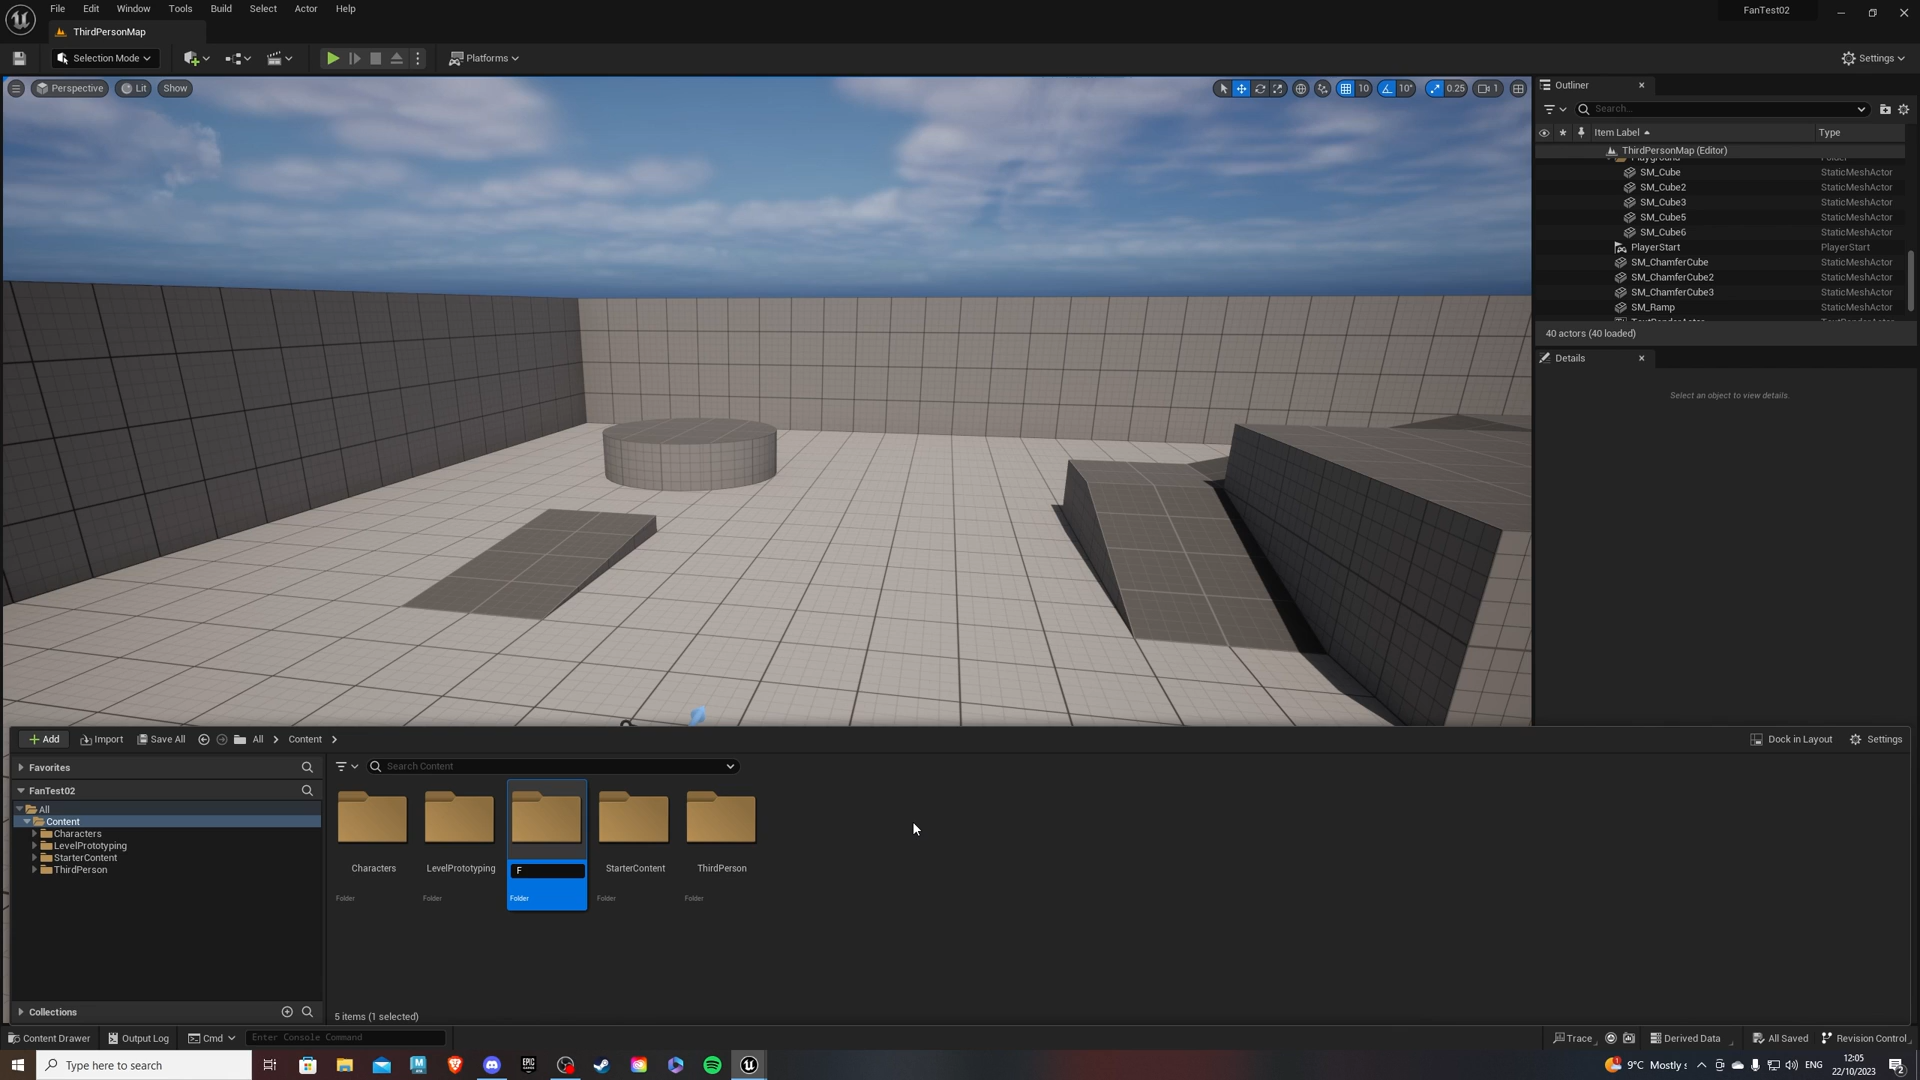 File Edit Window Tools Build Select Actor Help
FanTest02
ThirdPersonMap
Selection Mode
Platforms
Settings
Perspective
Lit
Show
10
10°
0.25
1
Outliner
Search...
Item Label
Type
ThirdPersonMap (Editor)
Playground Folder
SM_Cube StaticMeshActor
SM_Cube2 StaticMeshActor
SM_Cube3 StaticMeshActor
SM_Cube5 StaticMeshActor
SM_Cube6 StaticMeshActor
PlayerStart PlayerStart
SM_ChamferCube StaticMeshActor
SM_ChamferCube2 StaticMeshActor
SM_ChamferCube3 StaticMeshActor
SM_Ramp StaticMeshActor
40 actors (40 loaded)
Details
Select an object to view details.
Add
Import
Save All
All
Content
Dock in Layout
Settings
Favorites
FanTest02
All
Content
Characters
LevelPrototyping
StarterContent
ThirdPerson
Collections
Search Content
Characters
Folder
LevelPrototyping
Folder
F
Folder
StarterContent
Folder
ThirdPerson
Folder
5 items (1 selected)
Content Drawer
Output Log
Cmd
Enter Console Command
Trace
Derived Data
All Saved
Revision Control
Type here to search
9°C Mostly s
ENG
12:05
22/10/2023
2